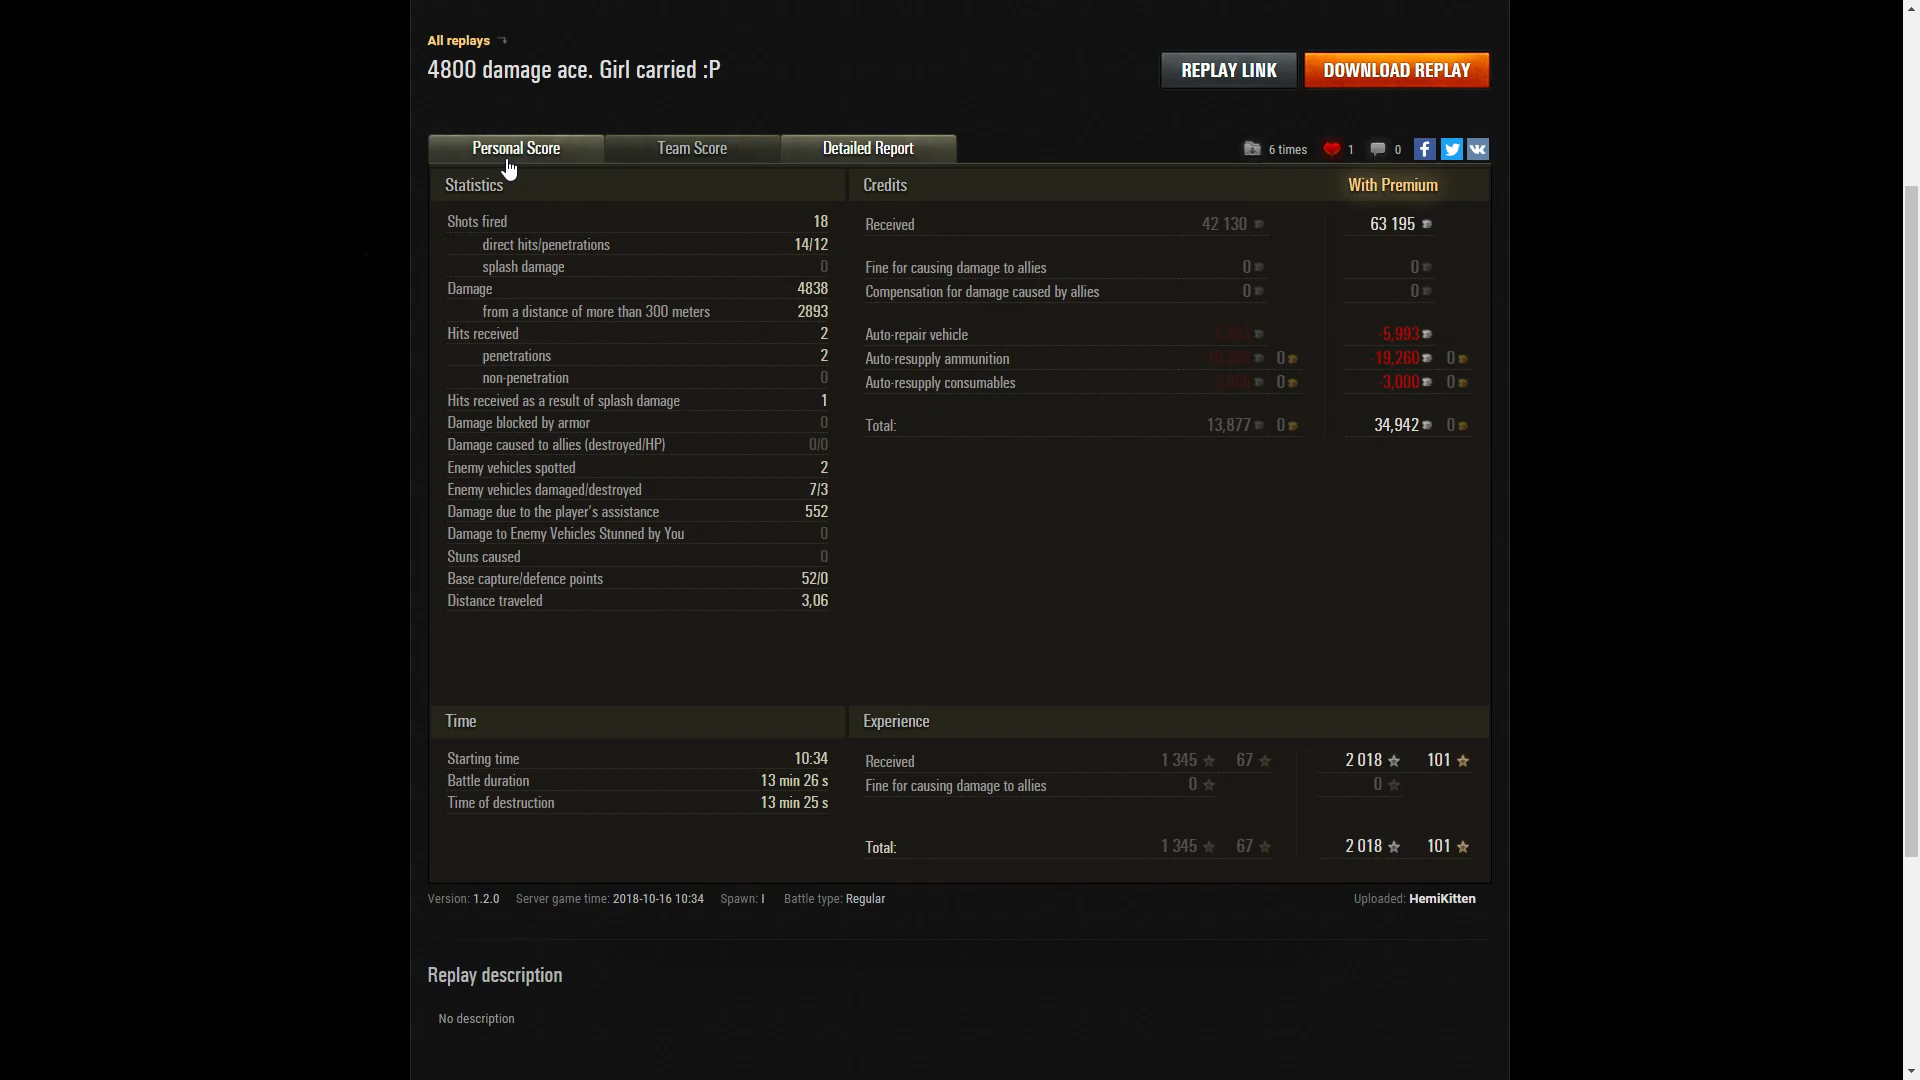 All replays
4800 damage ace. Girl carried :P
REPLAY LINK
DOWNLOAD REPLAY
Personal Score
Team Score
Detailed Report
6 times
1
0
Statistics
Shots fired 18
direct hits/penetrations 14/12
splash damage 0
Damage 4838
from a distance of more than 300 meters 2893
Hits received 2
penetrations 2
non-penetration 0
Hits received as a result of splash damage 1
Damage blocked by armor 0
Damage caused to allies (destroyed/HP) 0/0
Enemy vehicles spotted 2
Enemy vehicles damaged/destroyed 7/3
Damage due to the player's assistance 552
Damage to Enemy Vehicles Stunned by You 0
Stuns caused 0
Base capture/defence points 52/0
Distance traveled 3,06
Credits With Premium
Received 42 130 63 195
Fine for causing damage to allies 0 0
Compensation for damage caused by allies 0 0
Auto-repair vehicle -5,993
Auto-resupply ammunition 0 -19,260 0
Auto-resupply consumables 0 -3,000 0
Total: 13,877 0 34,942 0
Time
Starting time 10:34
Battle duration 13 min 26 s
Time of destruction 13 min 25 s
Experience
Received 1 345 67 2 018 101
Fine for causing damage to allies 0 0
Total: 1 345 67 2 018 101
Version: 1.2.0 Server game time: 2018-10-16 10:34 Spawn: I Battle type: Regular
Uploaded: HemiKitten
Replay description
No description